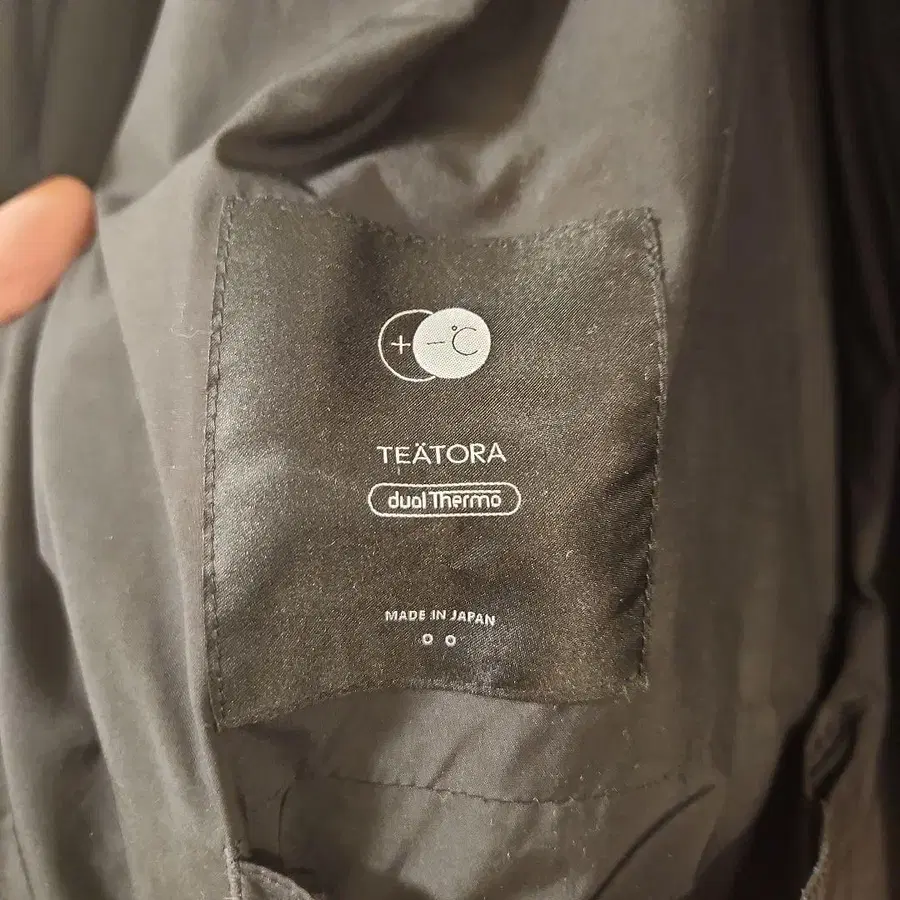 + −°C
TEÄTORA
dual Thermo
MADE IN JAPAN
o o